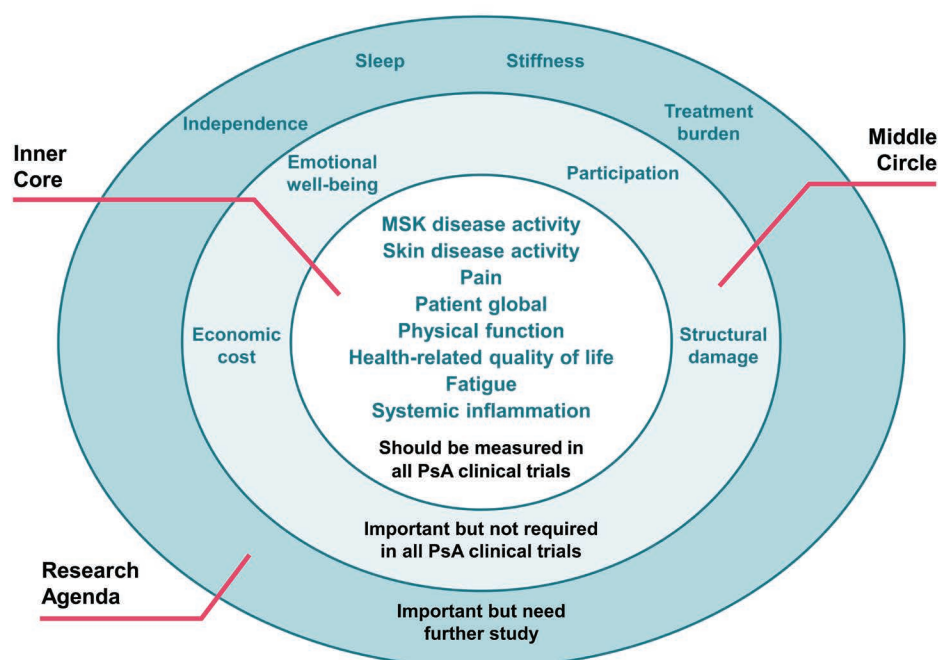 Sleep
Stiffness
Independence
Treatment
burden
Inner
Core
Middle
Circle
Emotional
well-being
Participation
MSK disease activity
Skin disease activity
Pain
Patient global
Physical function
Health-related quality of life
Fatigue
Systemic inflammation
Economic
cost
Structural
damage
Should be measured in
all PsA clinical trials
Important but not required
in all PsA clinical trials
Research
Agenda
Important but need
further study